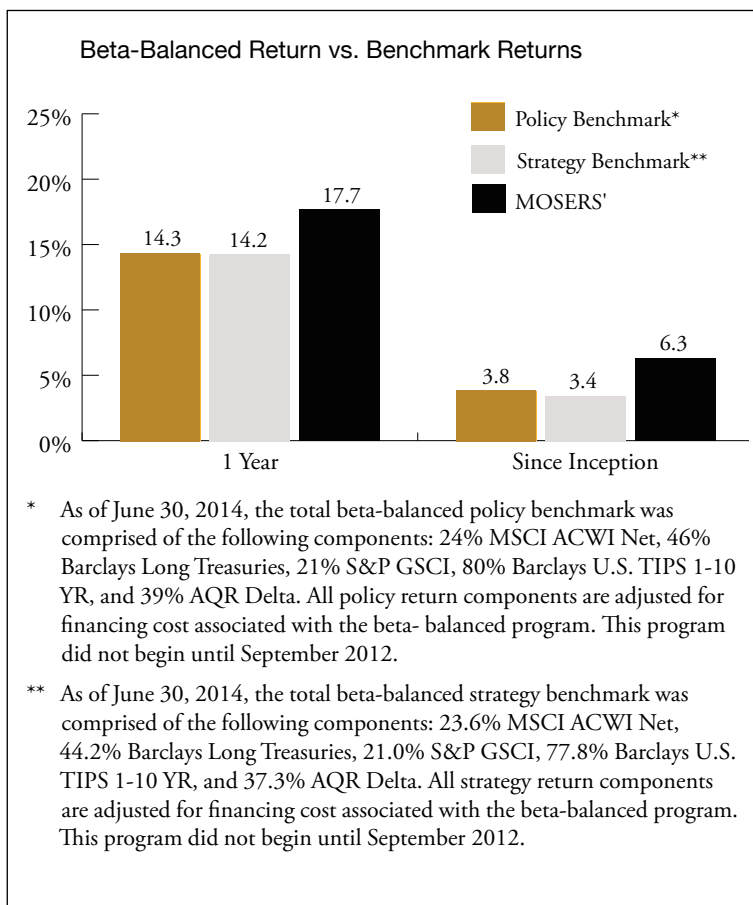 Beta-Balanced Return vs. Benchmark Returns
25%
20%
15%
10%
5%
0%
Policy Benchmark*
Strategy Benchmark**
MOSERS'
14.3
14.2
17.7
3.8
3.4
6.3
1 Year
Since Inception
* As of June 30, 2014, the total beta-balanced policy benchmark was
comprised of the following components: 24% MSCI ACWI Net, 46%
Barclays Long Treasuries, 21% S&P GSCI, 80% Barclays U.S. TIPS 1-10
YR, and 39% AQR Delta. All policy return components are adjusted for
financing cost associated with the beta- balanced program. This program
did not begin until September 2012.
** As of June 30, 2014, the total beta-balanced strategy benchmark was
comprised of the following components: 23.6% MSCI ACWI Net,
44.2% Barclays Long Treasuries, 21.0% S&P GSCI, 77.8% Barclays U.S.
TIPS 1-10 YR, and 37.3% AQR Delta. All strategy return components
are adjusted for financing cost associated with the beta-balanced program.
This program did not begin until September 2012.